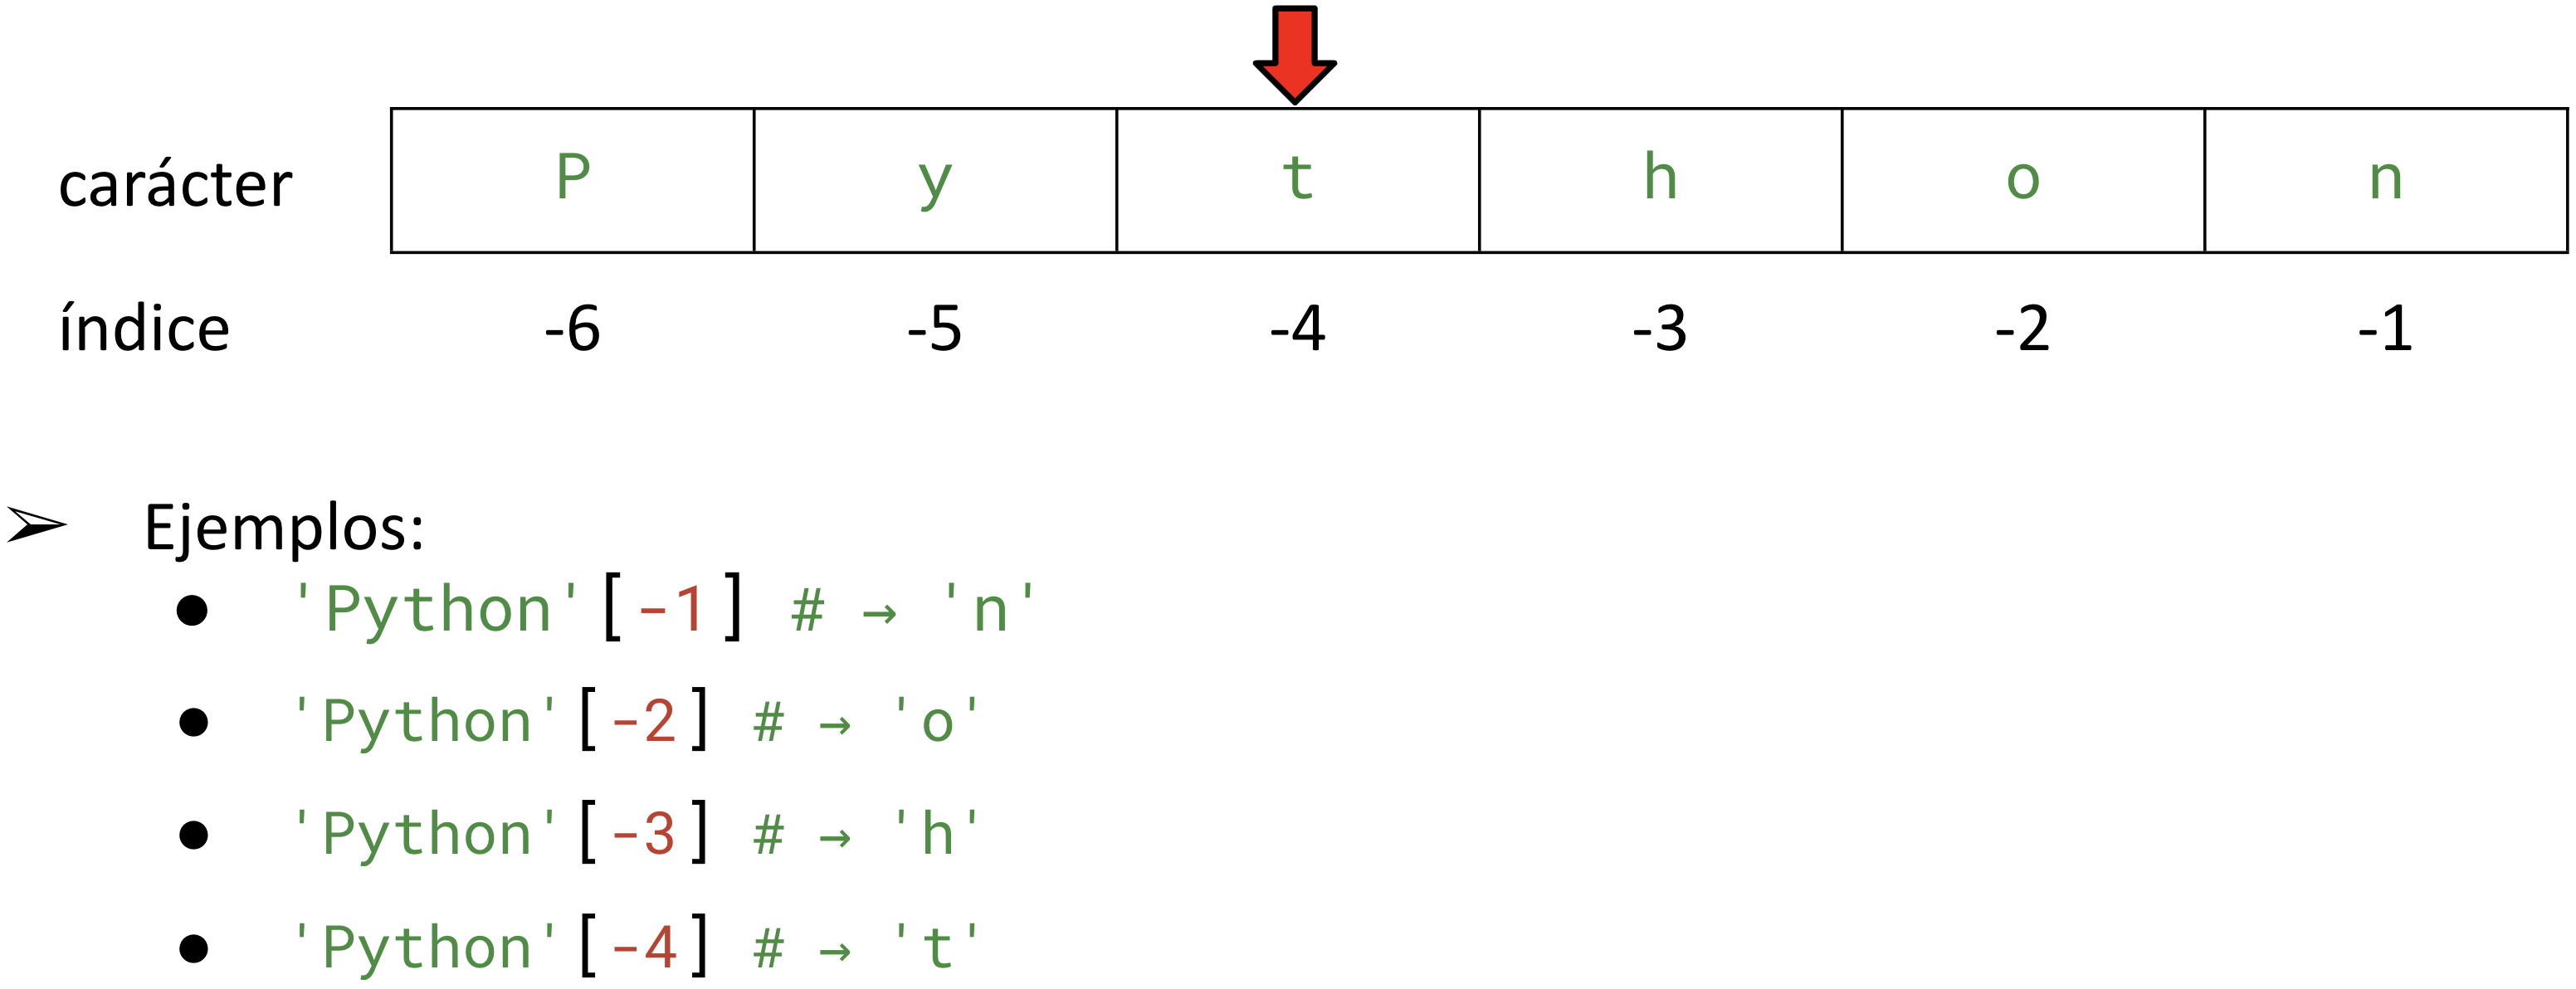 carácter P y t h o n
índice -6 -5 -4 -3 -2 -1
➢ Ejemplos:
● 'Python'[-1] # → 'n'
● 'Python'[-2] # → 'o'
● 'Python'[-3] # → 'h'
● 'Python'[-4] # → 't'